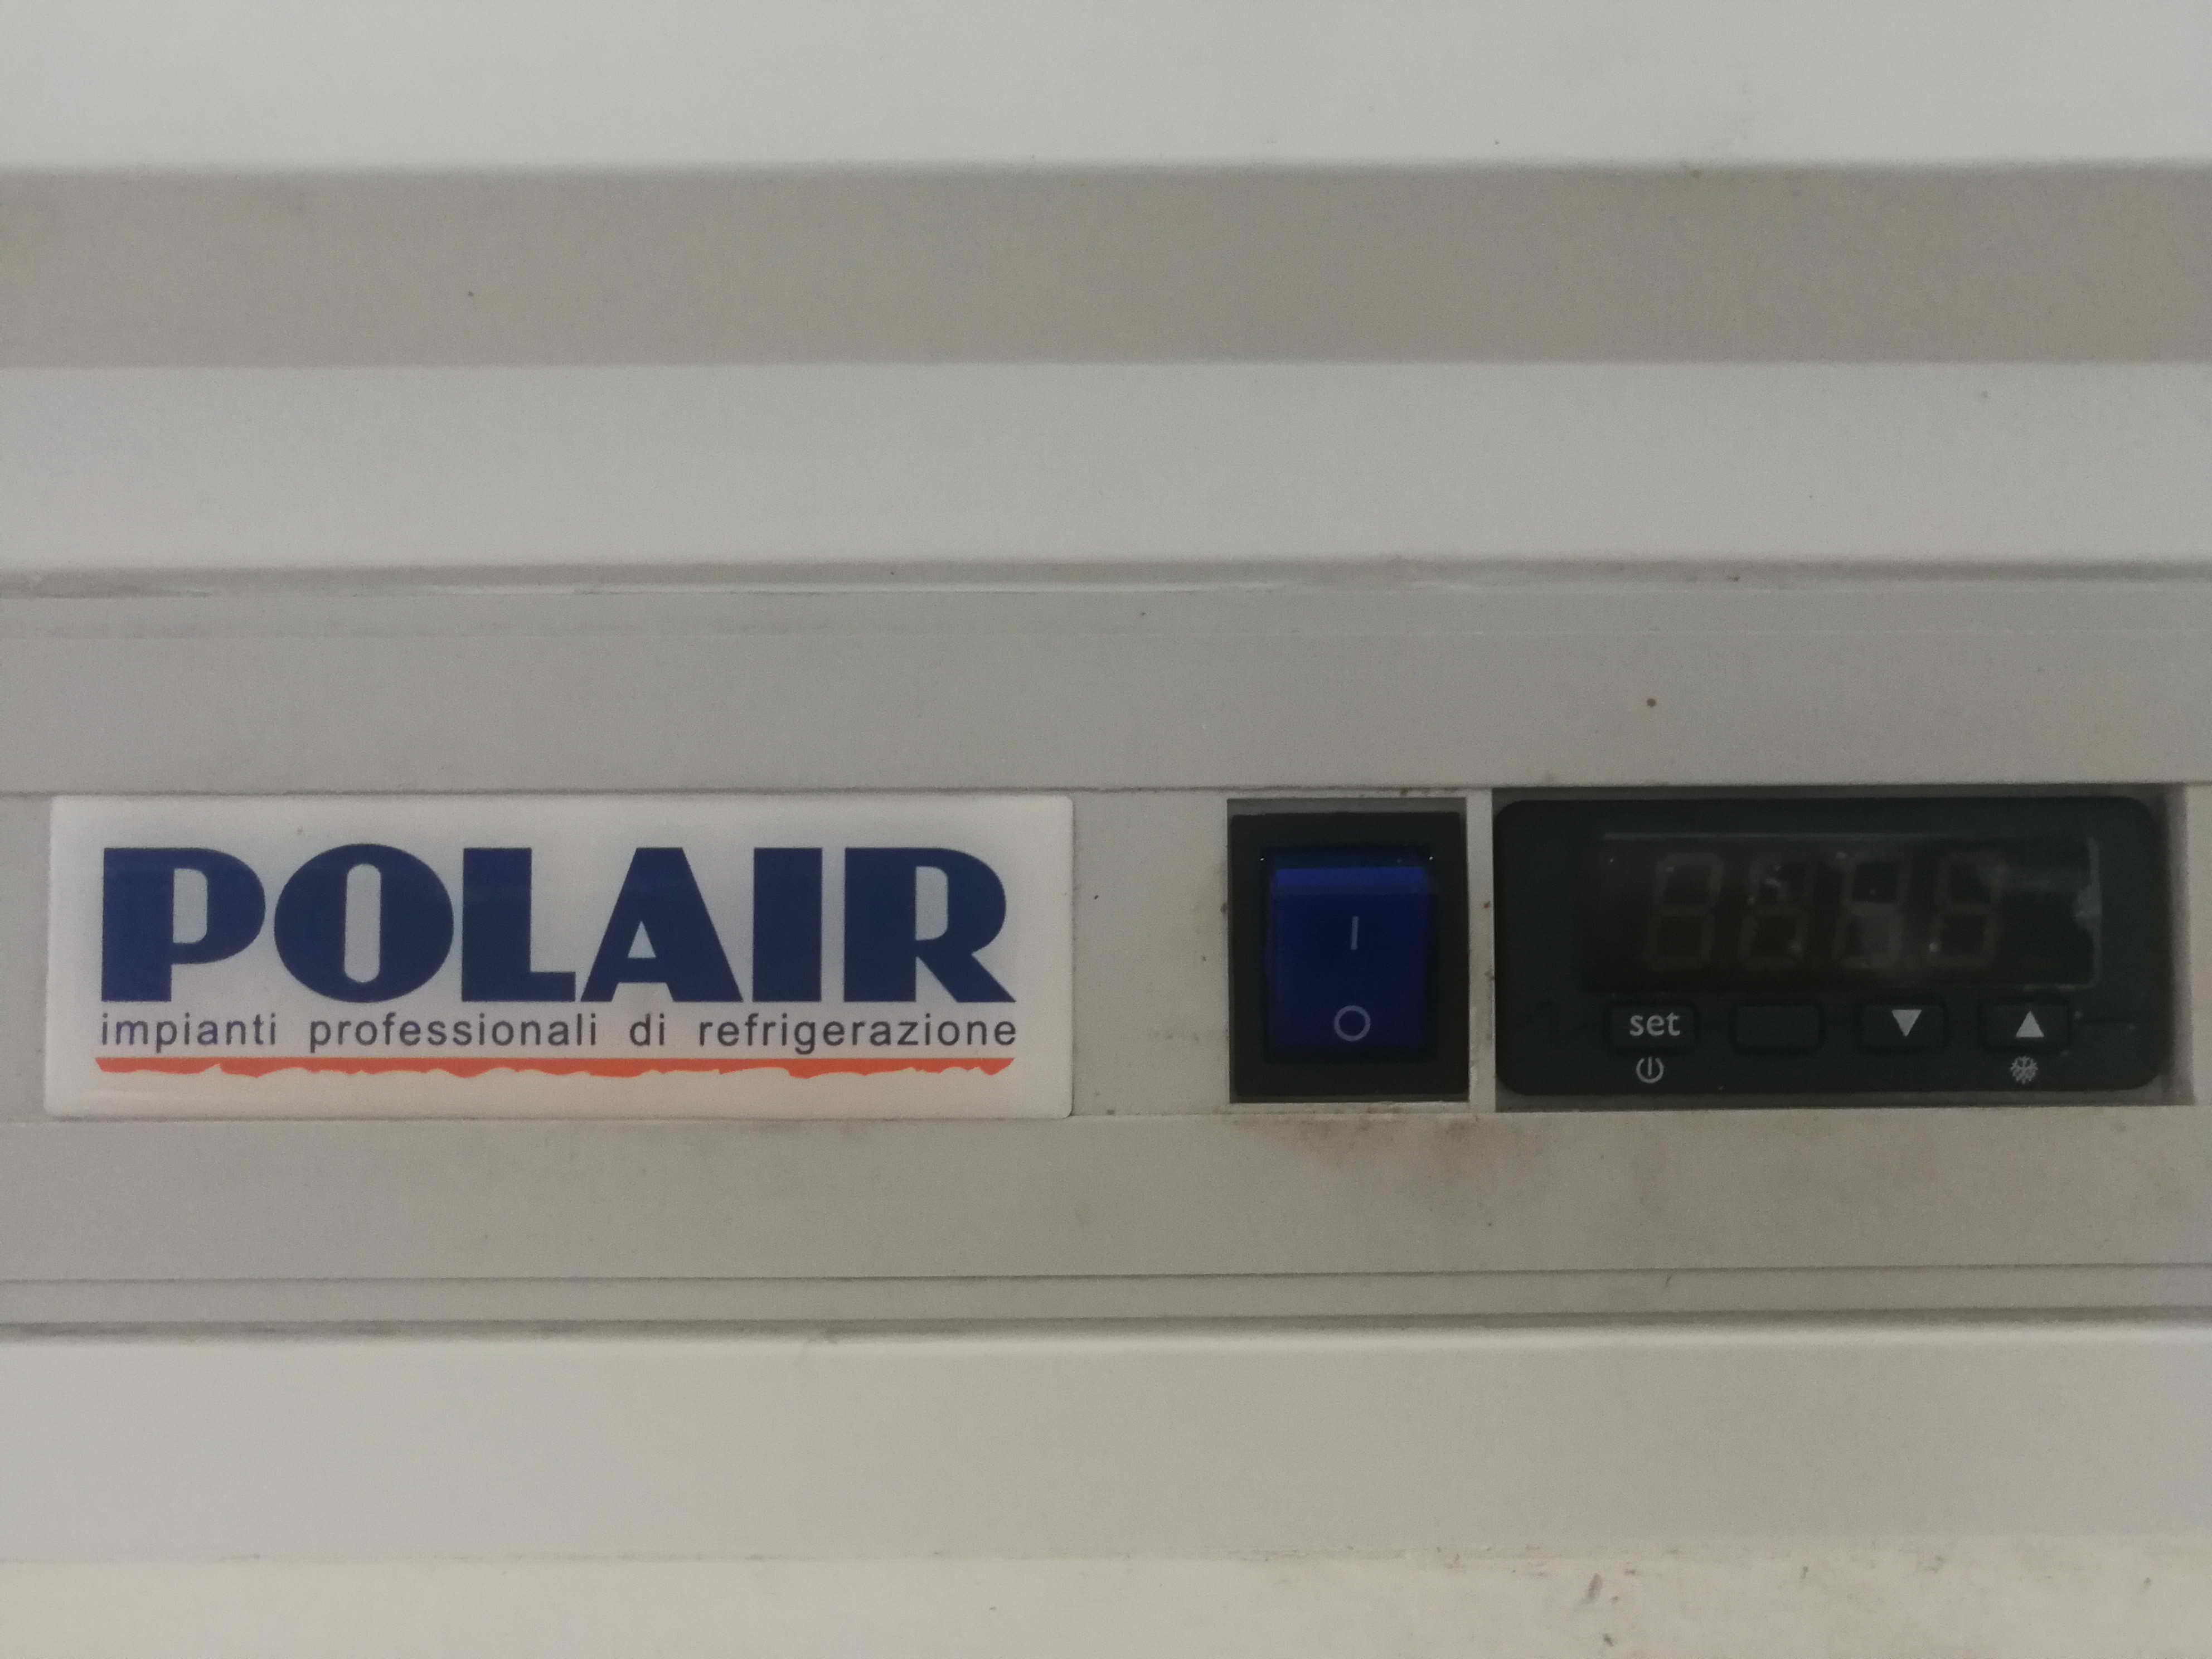 POLAIR
impianti professionali di refrigerazione
I
O
set